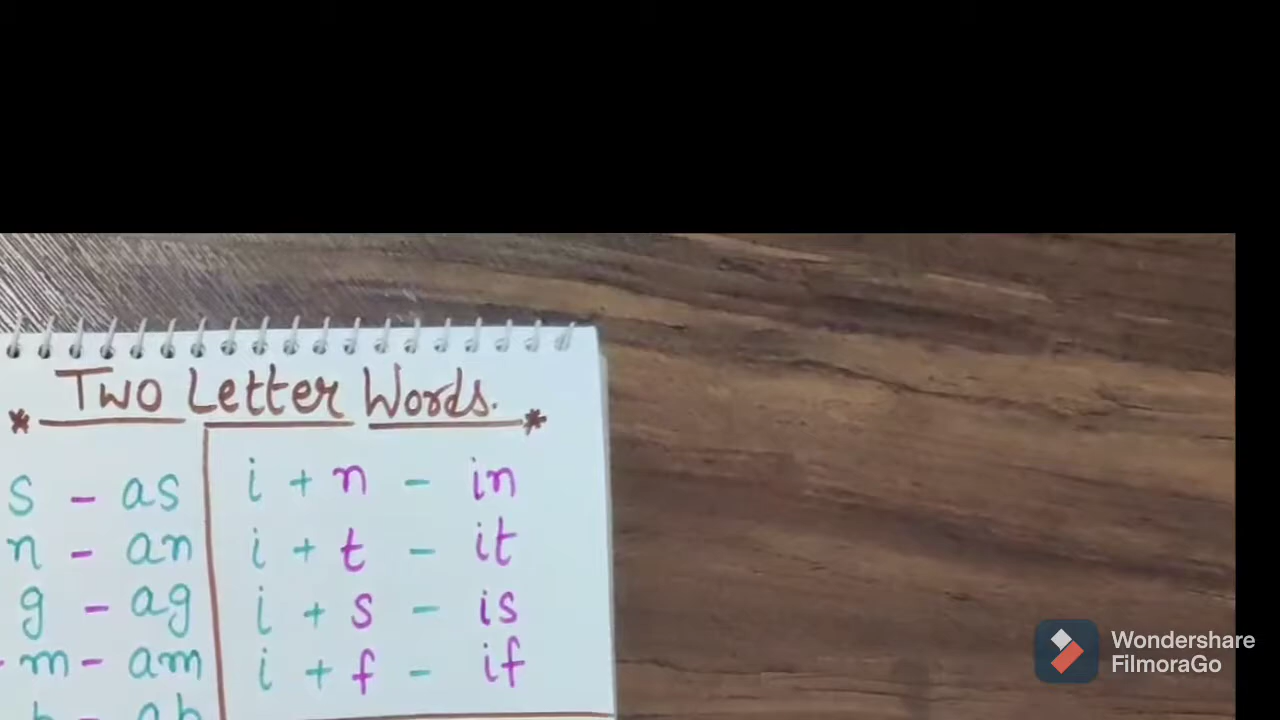 Two Letter Words.
s - as
n - an
g - ag
m - am
i + n - in
i + t - it
i + s - is
i + f - if
Wondershare
FilmoraGo